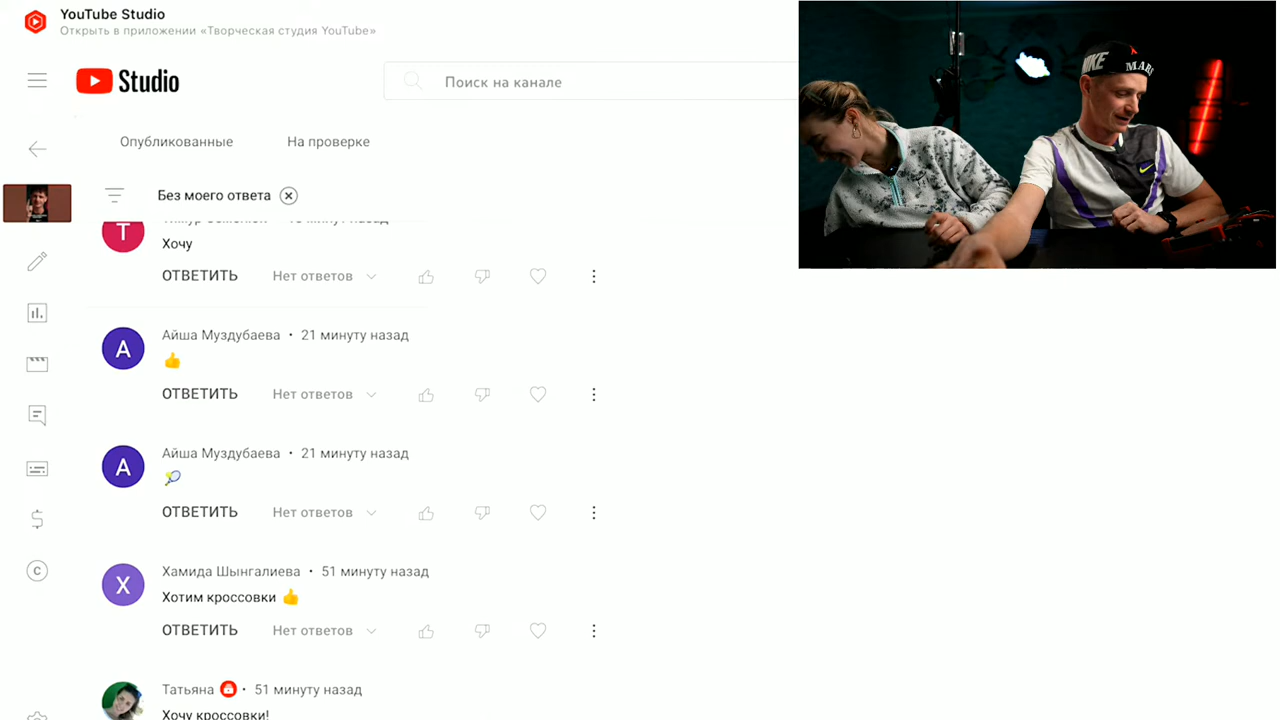 YouTube Studio
Открыть в приложении «Творческая студия YouTube»
Studio
Поиск на канале
Опубликованные
На проверке
Без моего ответа
Т
Хочу
ОТВЕТИТЬ
Нет ответов
А
Айша Муздубаева • 21 минуту назад
👍
ОТВЕТИТЬ
Нет ответов
А
Айша Муздубаева • 21 минуту назад
🎾
ОТВЕТИТЬ
Нет ответов
Х
Хамида Шынгалиева • 51 минуту назад
Хотим кроссовки 👍
ОТВЕТИТЬ
Нет ответов
Татьяна • 51 минуту назад
Хочу кроссовки!
NIKE